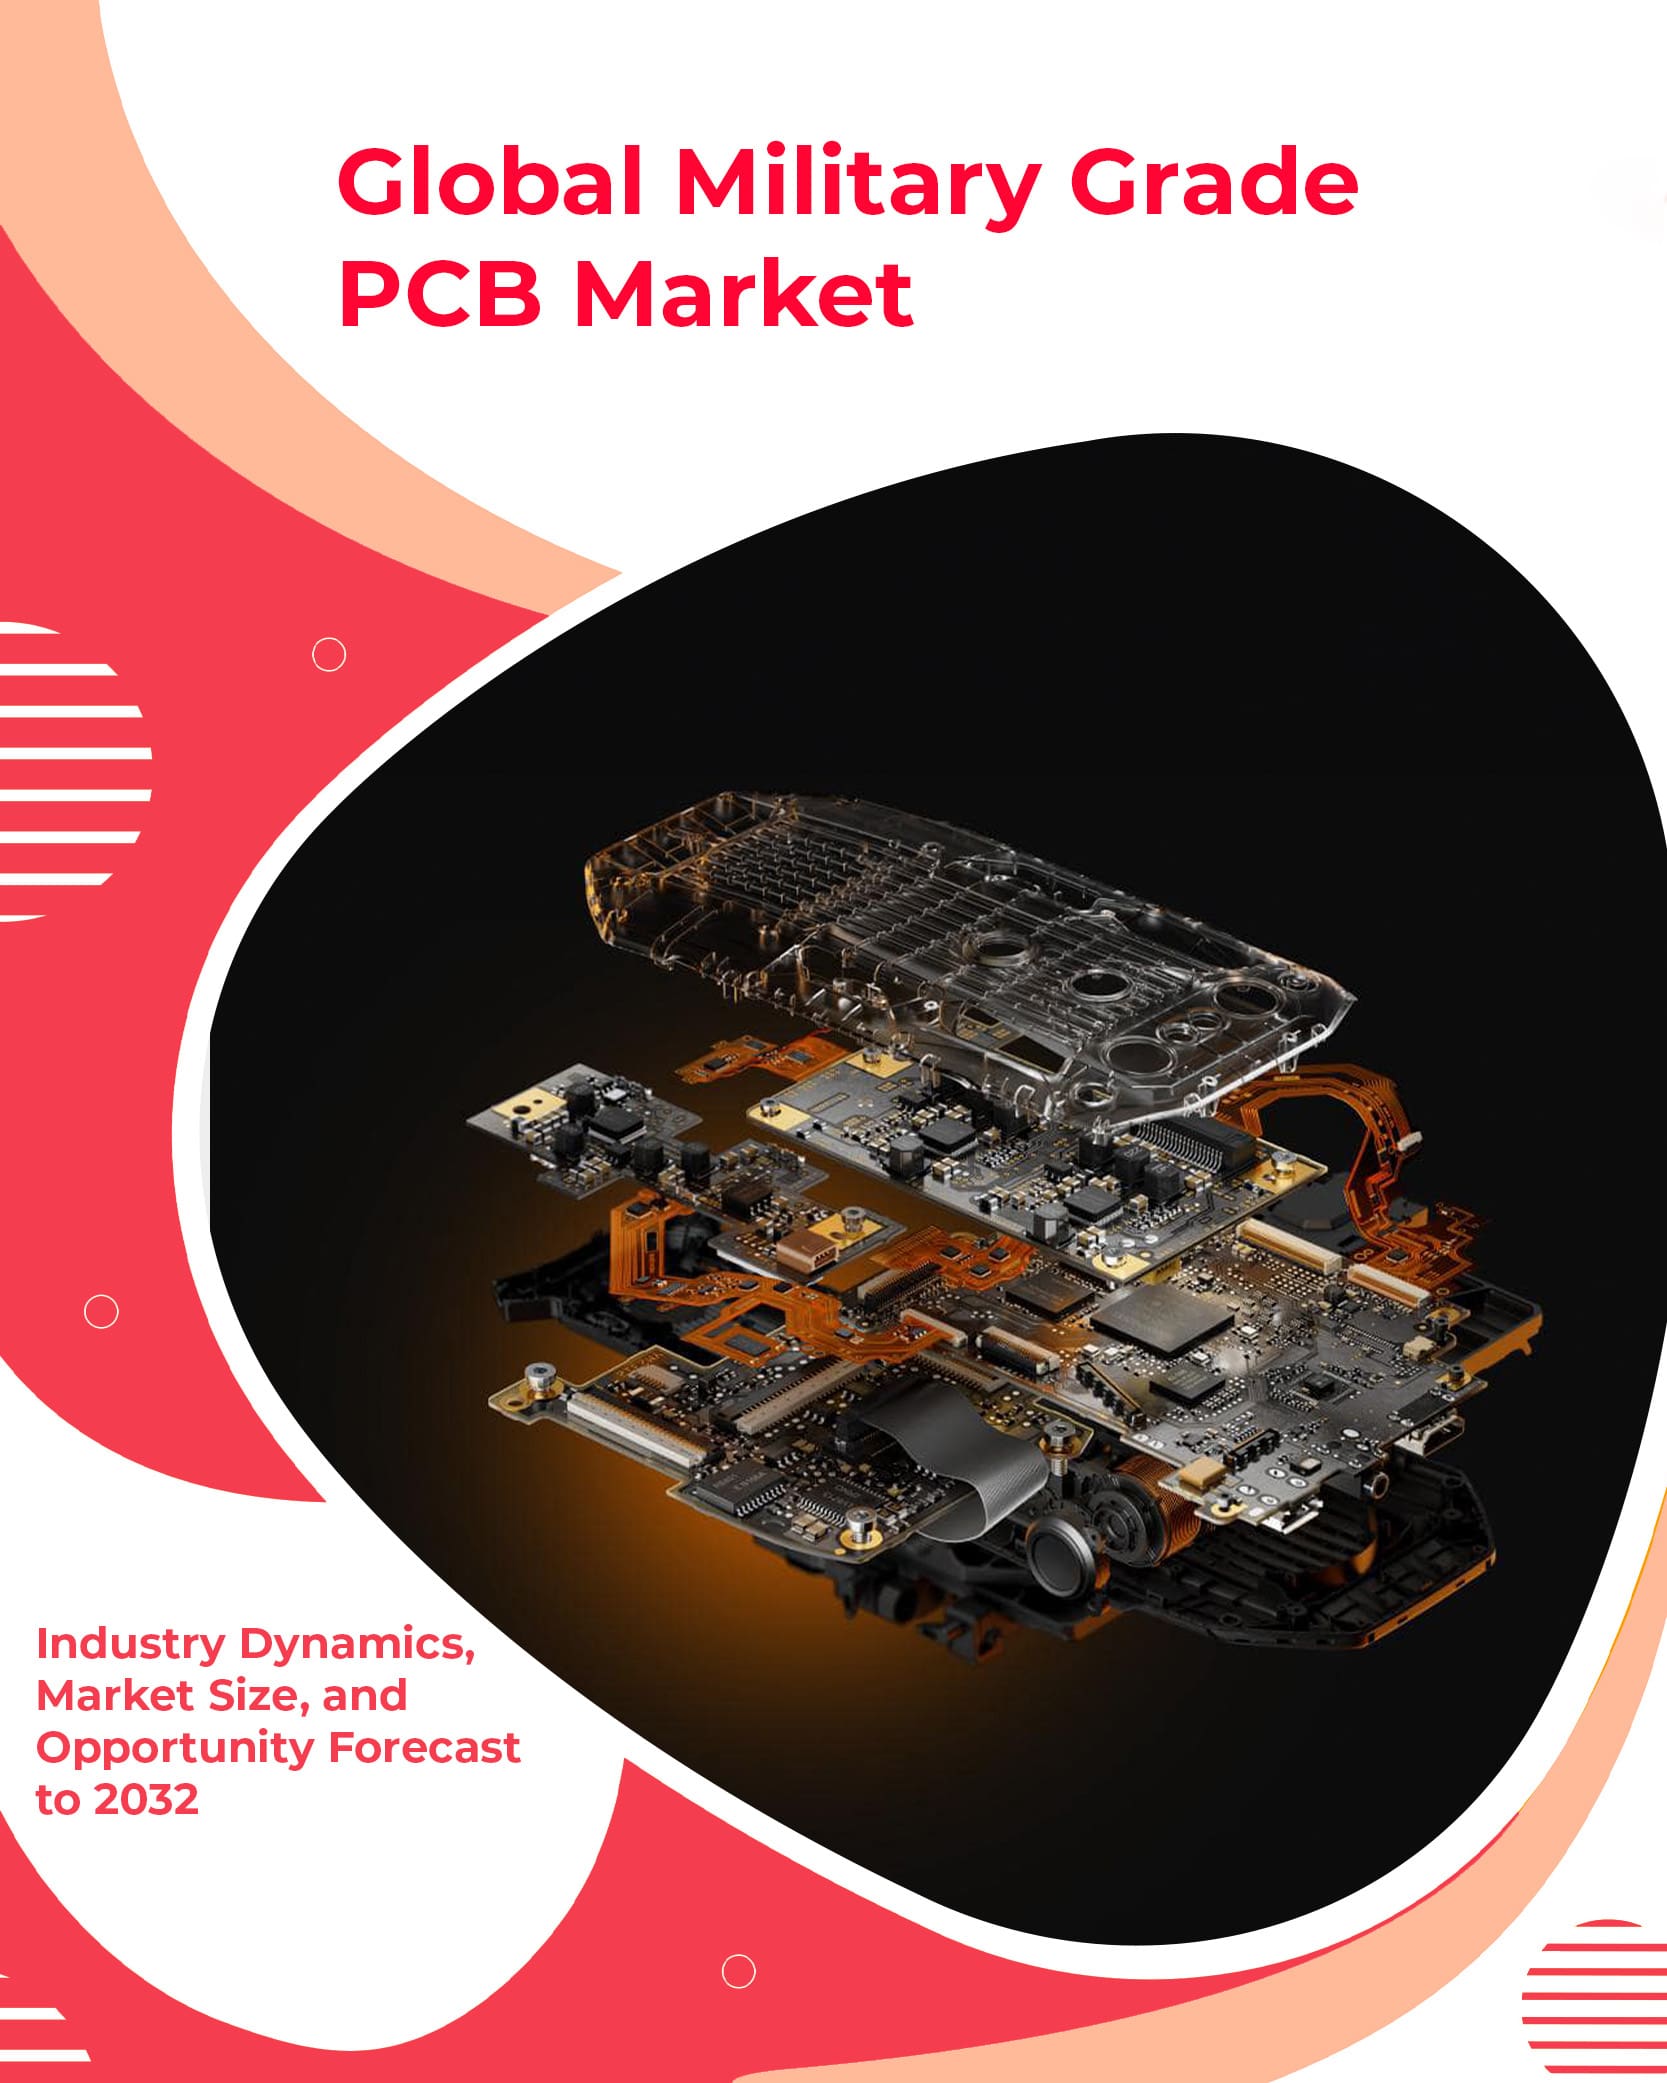 Global Military Grade
PCB Market
Industry Dynamics,
Market Size, and
Opportunity Forecast
to 2032